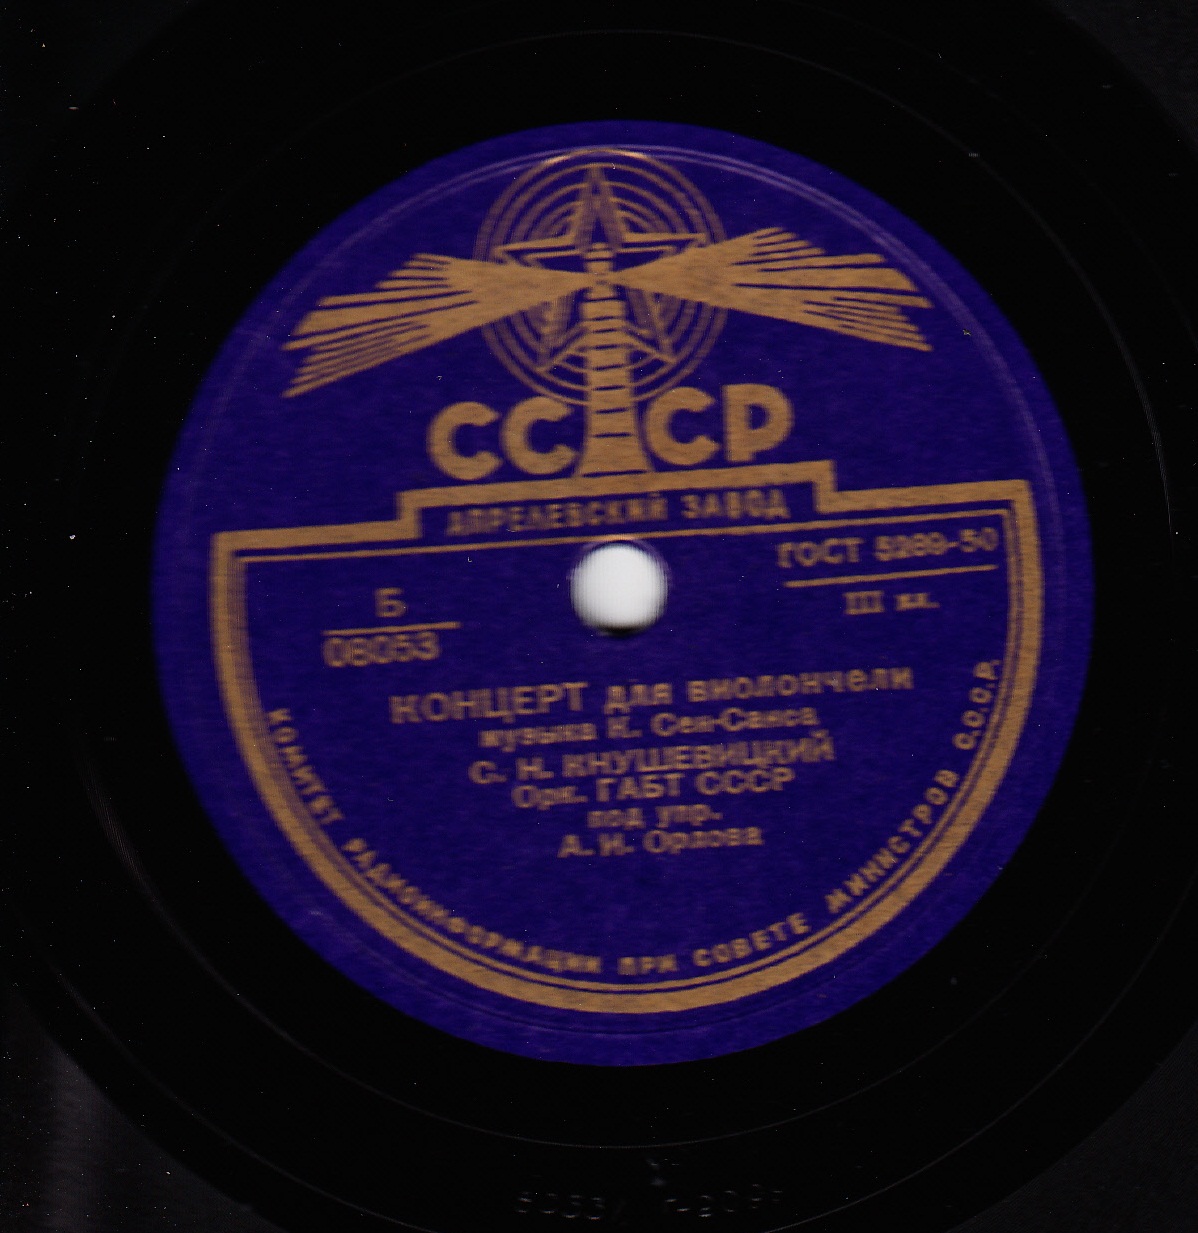 СССР
АПРЕЛЕВСКИЙ ЗАВОД
ГОСТ 5289-50
III кл.
Б
08053
КОНЦЕРТ для виолончели
музыка К. Сен-Санса
С. Н. КНУШЕВИЦКИЙ
Орк. ГАБТ СССР
под упр.
А. И. Орлова
КОМИТЕТ РАДИОИНФОРМАЦИИ ПРИ СОВЕТЕ МИНИСТРОВ С.С.С.Р.